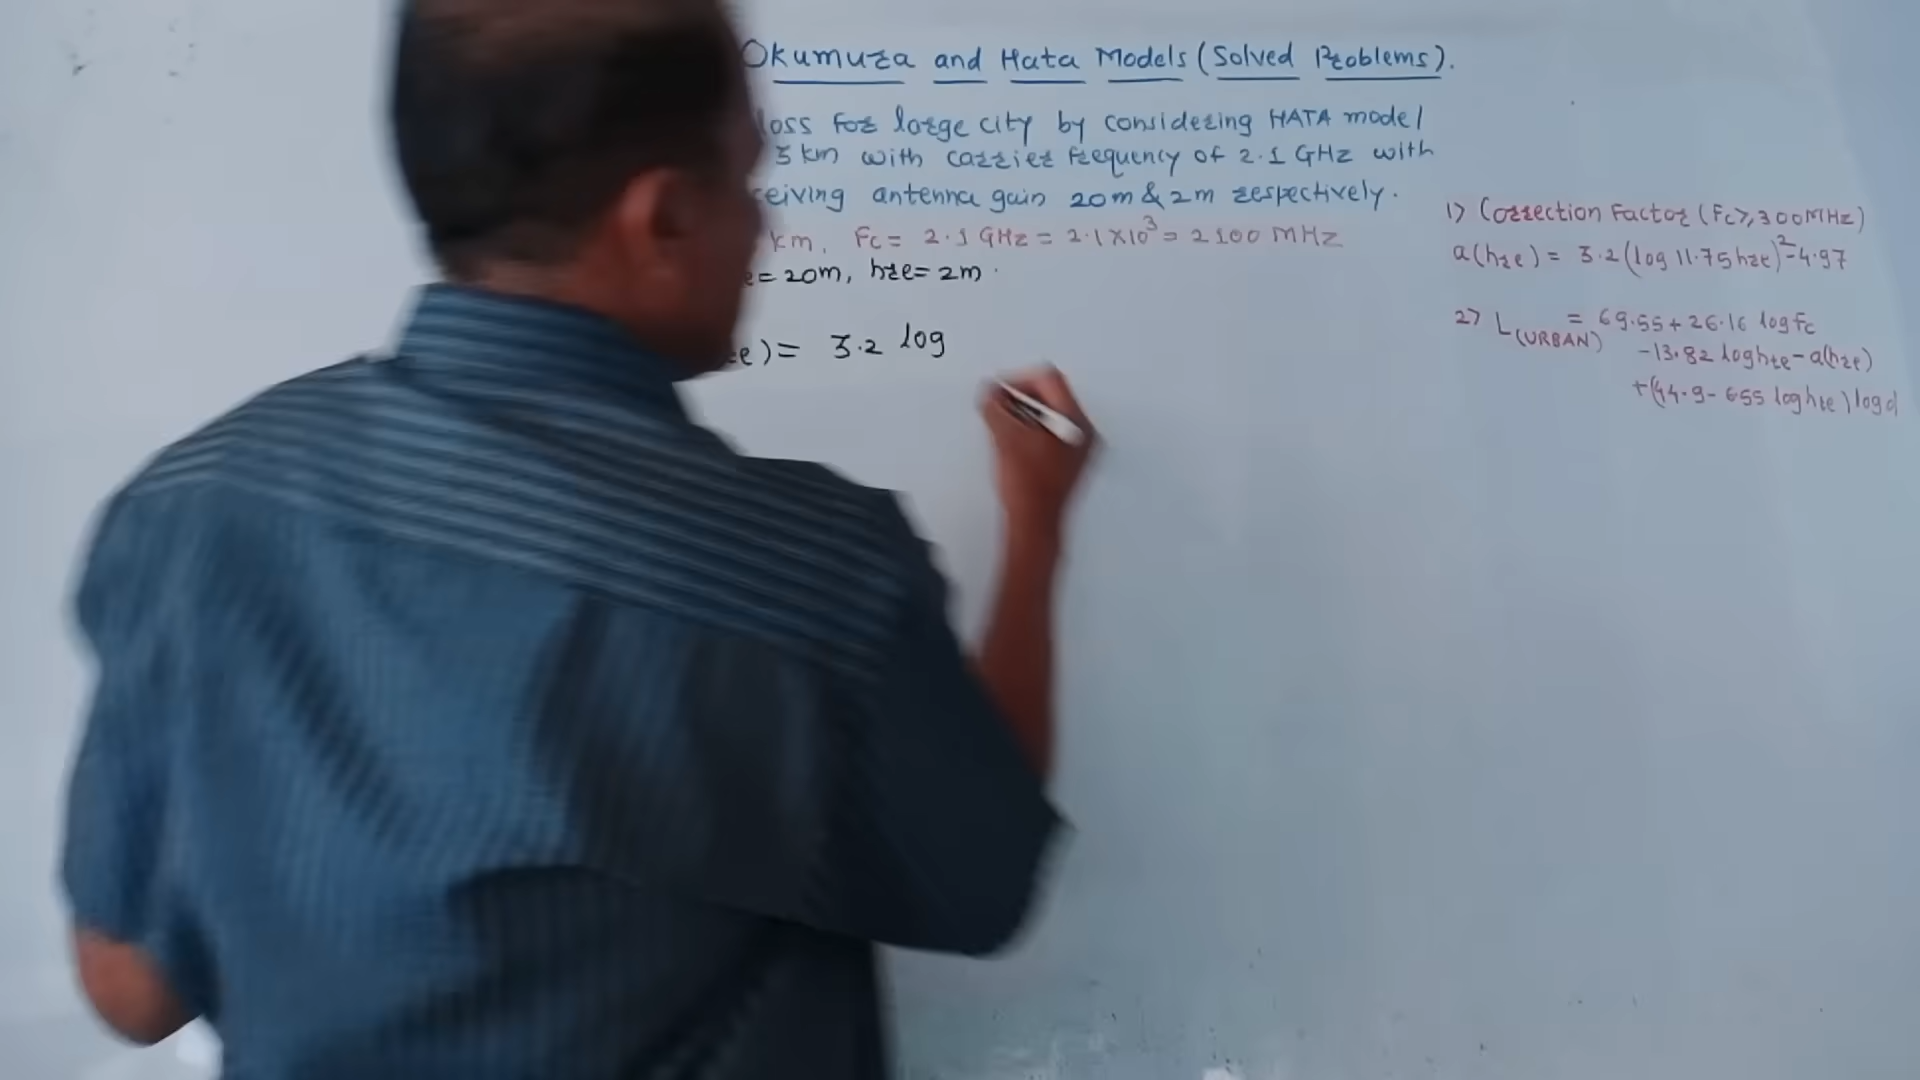 Okumura and Hata Models (Solved Problems).
loss for large city by considering HATA model
5 km with carrier frequency of 2.1 GHz with
eiving antenna gain 20m & 2m respectively.
km, Fc = 2.1 GHz = 2.1×10³ = 2100 MHz
e = 20m, hre = 2m.
e) = 3.2 log
1) Correction Factor (Fc ≥, 300MHz)
a(hre) = 3.2 (log 11.75 hre)² - 4.97
2) L(URBAN) = 69.55 + 26.16 log fc
-13.82 log hte - a(hre)
+(44.9 - 655 log hte) log d